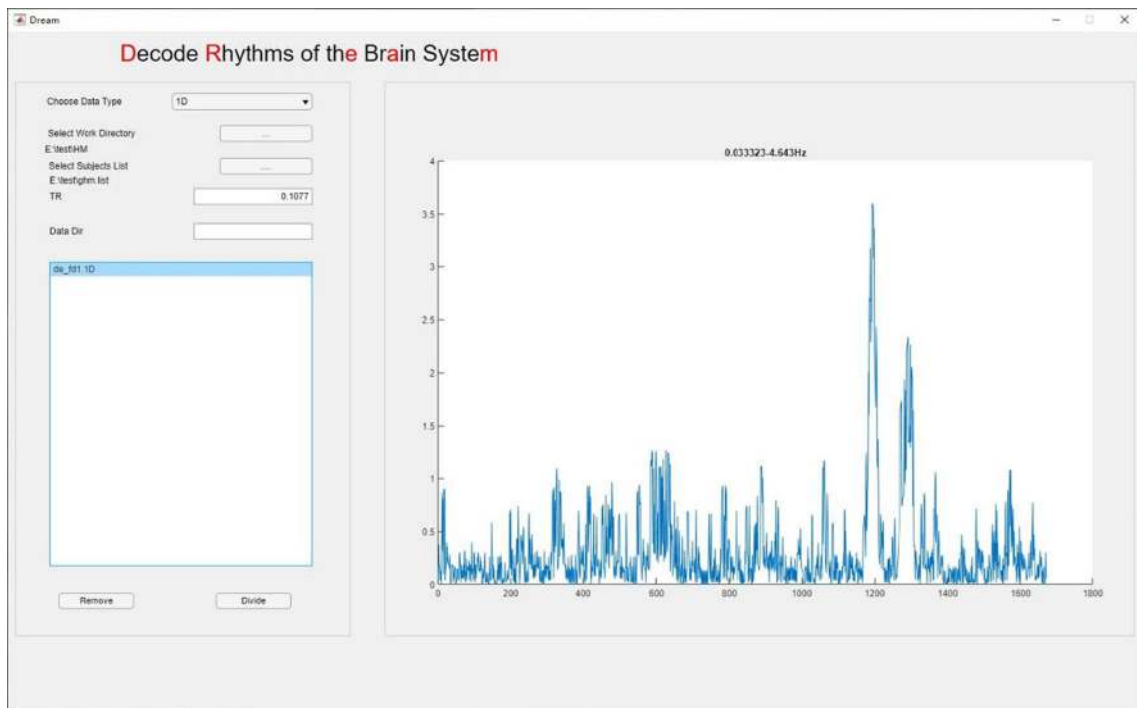 Dream
Decode Rhythms of the Brain System
Choose Data Type 1D
Select Work Directory ...
E:\test\HM
Select Subjects List ...
E:\test\ghm.list
TR 0.1077
Data Dir
de_fd1.1D
Remove Divide
0.033323-4.643Hz
4
3.5
3
2.5
2
1.5
1
0.5
0
0 200 400 600 800 1000 1200 1400 1600 1800